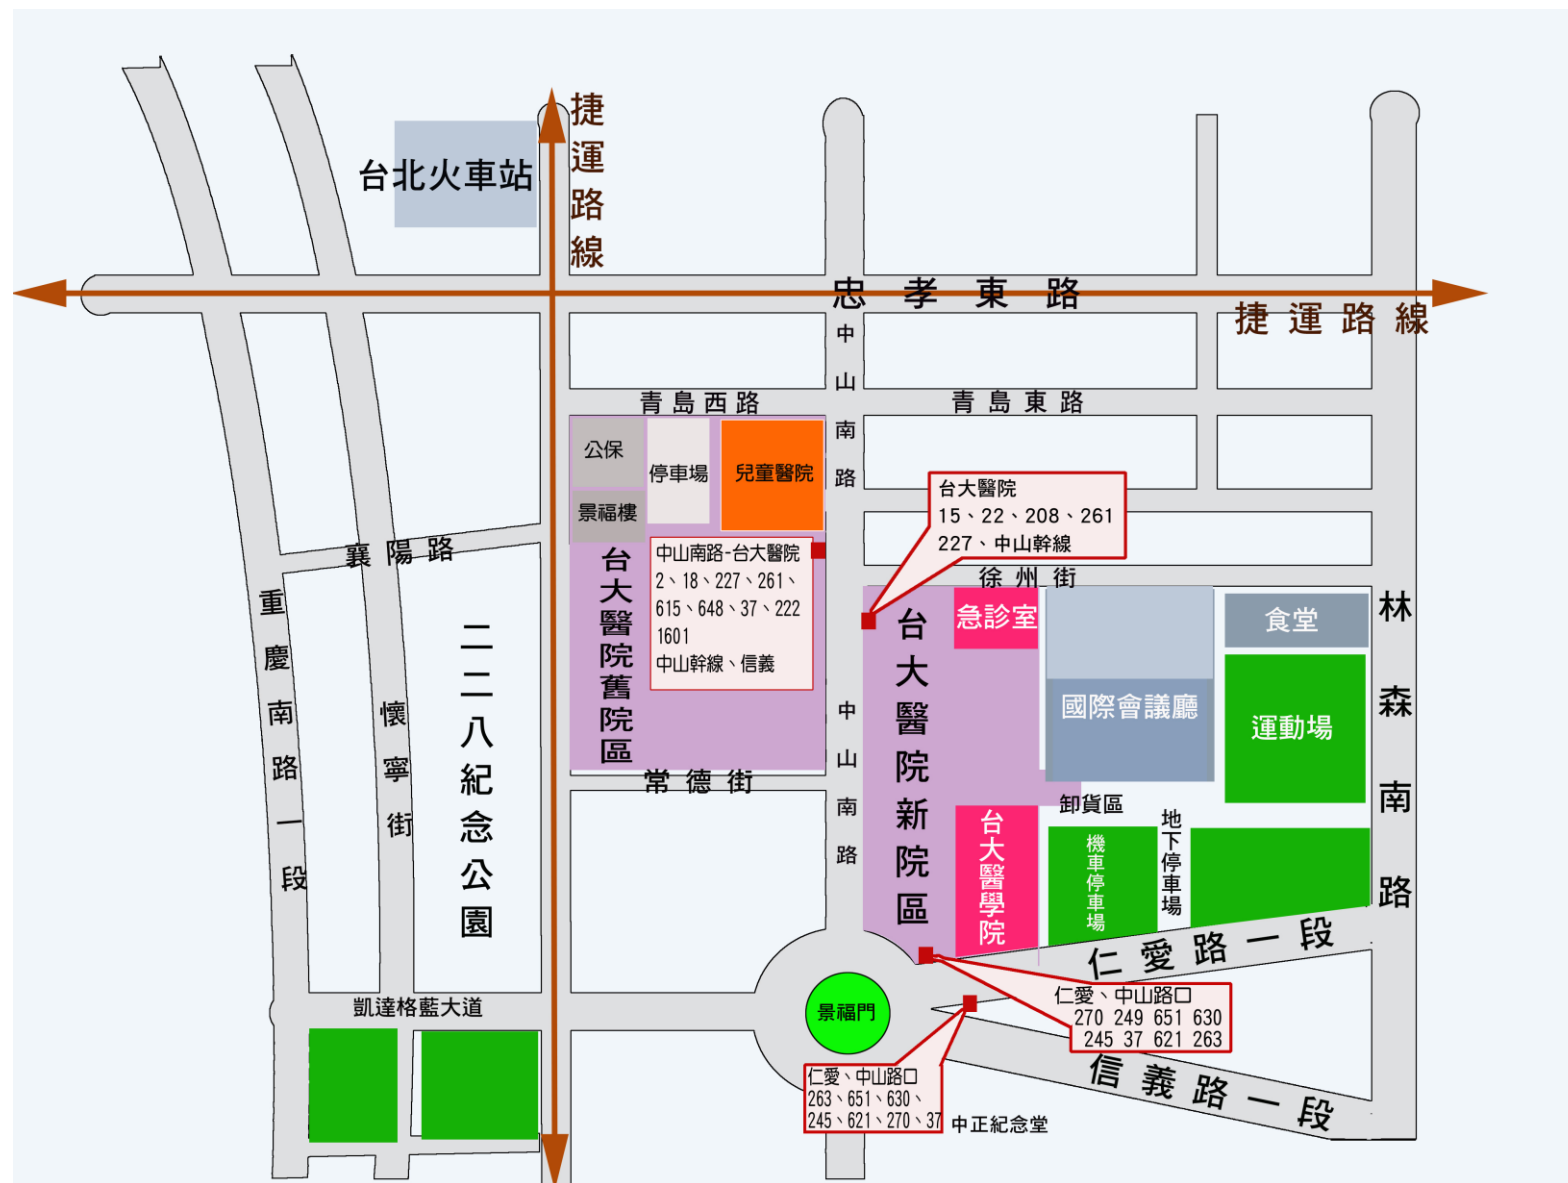 捷運路線
台北火車站
忠孝東路
捷運路線
中山南路
青島西路
青島東路
公保
停車場
兒童醫院
景福樓
台大醫院
15、22、208、261
227、中山幹線
襄陽路
台大醫院舊院區
中山南路-台大醫院
2、18、227、261、
615、648、37、222
1601
中山幹線、信義
徐州街
急診室
食堂
台大醫院新院區
林森南路
重慶南路一段
懷寧街
二二八紀念公園
國際會議廳
運動場
中山南路
常德街
卸貨區
台大醫學院
機車停車場
地下停車場
仁愛路一段
凱達格藍大道
景福門
仁愛、中山路口
270 249 651 630
245 37 621 263
仁愛、中山路口
263、651、630、
245、621、270、37
中正紀念堂
信義路一段